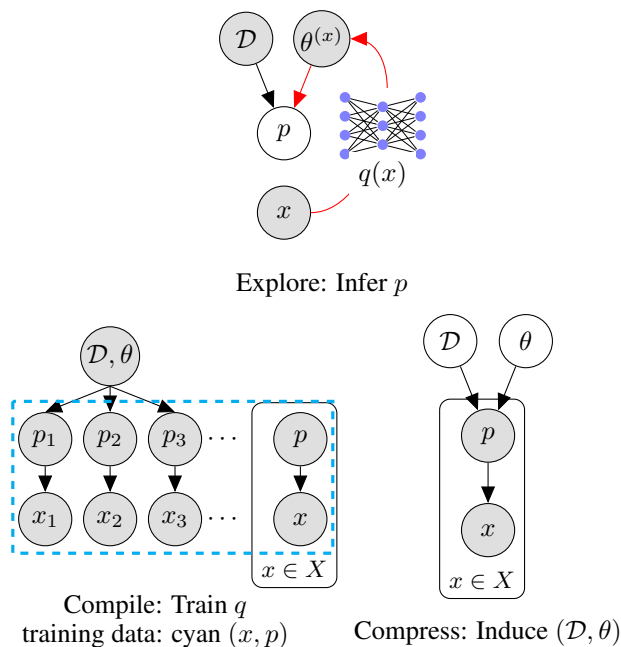 𝒟 θ⁽ˣ⁾
p
q(x)
x
Explore: Infer p
𝒟, θ
p₁ p₂ p₃ ··· p
x₁ x₂ x₃ ··· x
x ∈ X
Compile: Train q
training data: cyan (x, p)
𝒟 θ
p
x
x ∈ X
Compress: Induce (𝒟, θ)